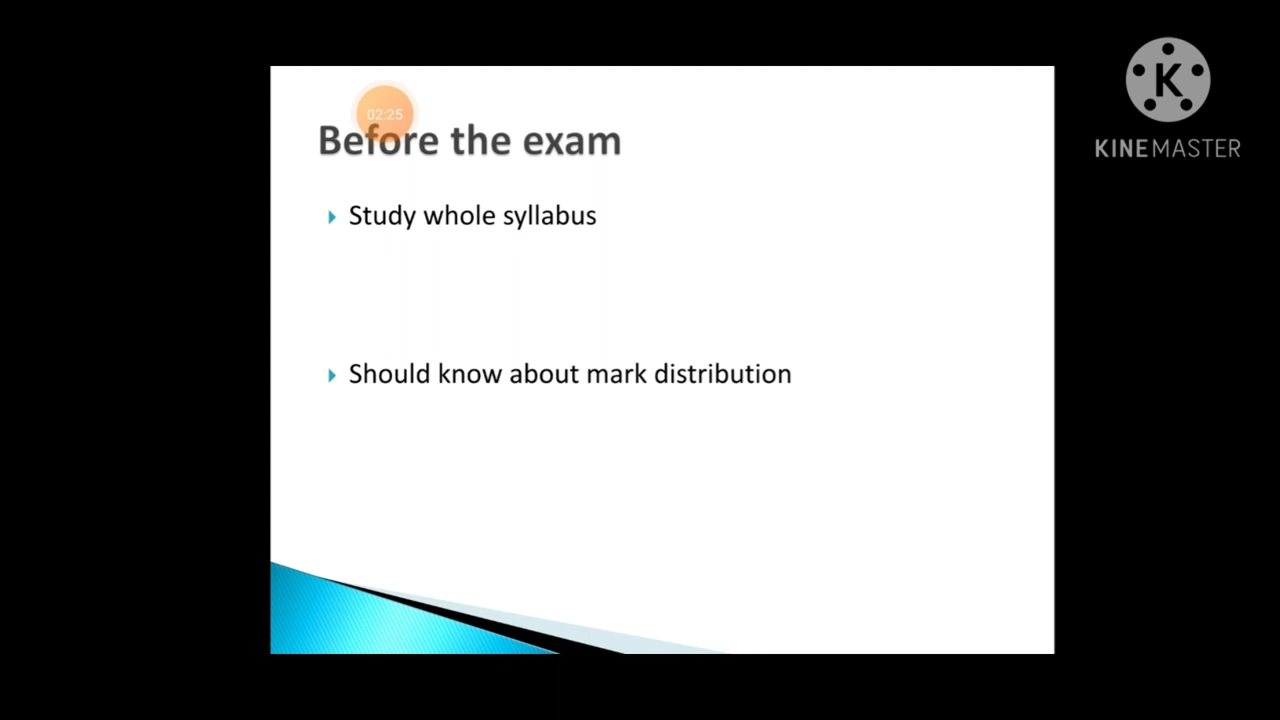 02:25
Before the exam
Study whole syllabus
Should know about mark distribution
K
KINEMASTER